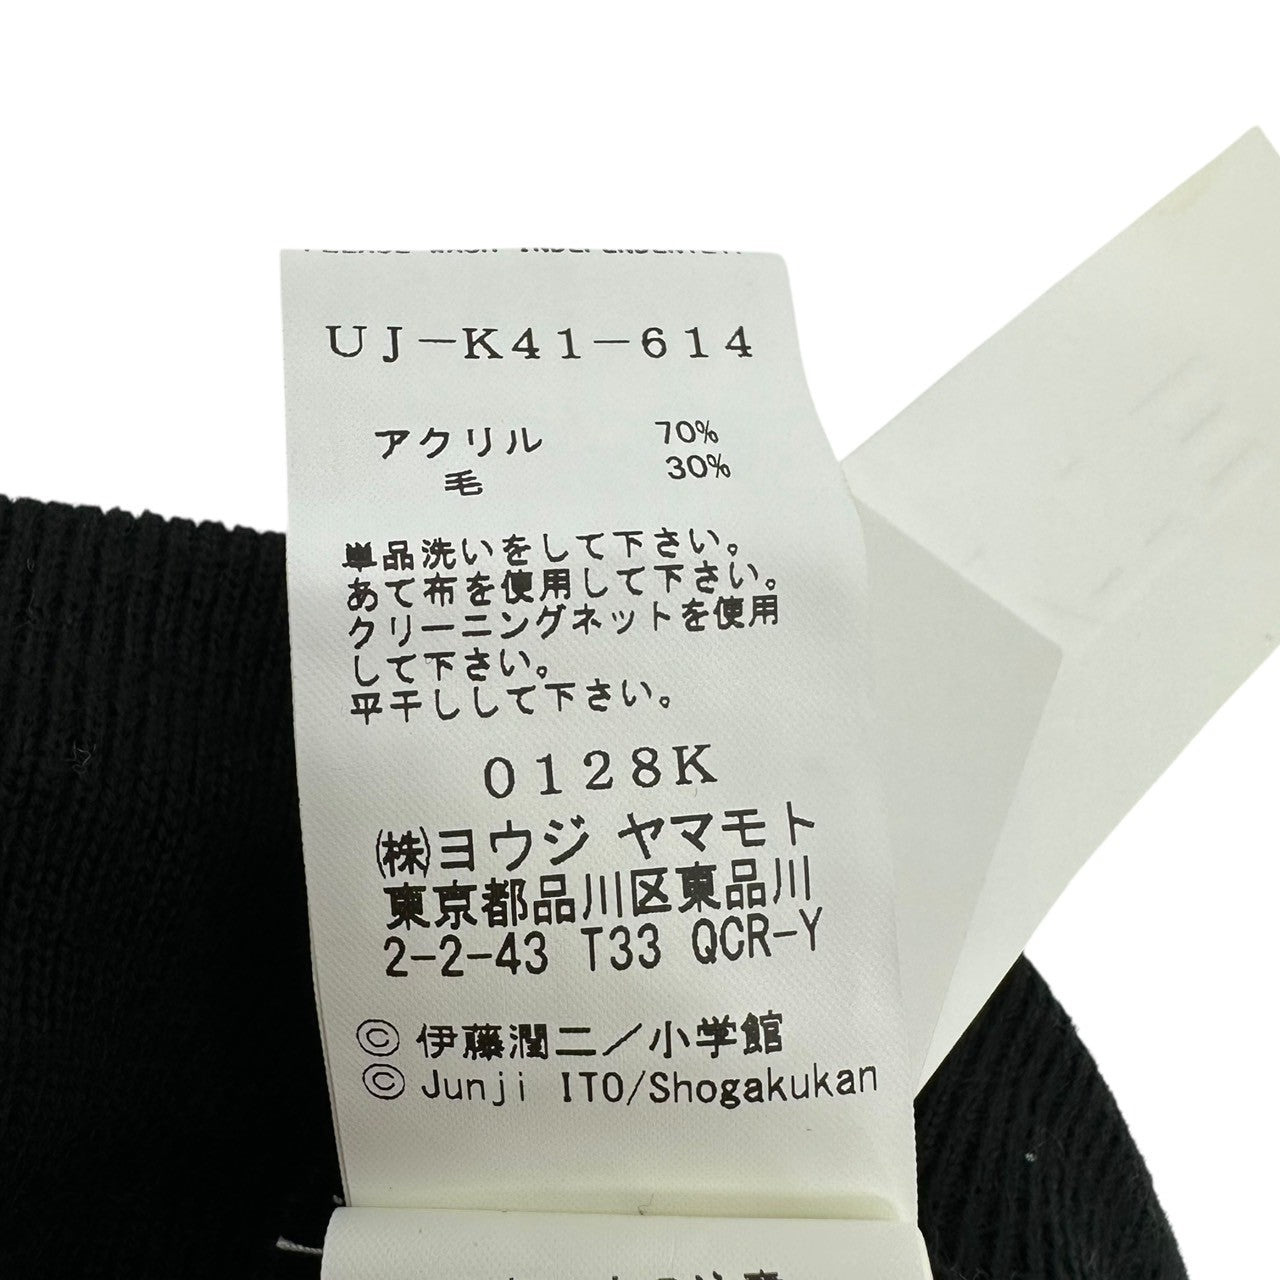 PLEASE WASH INDEPENDENTLY
UJ-K41-614
アクリル 70%
毛 30%
単品洗いをして下さい。
あて布を使用して下さい。
クリーニングネットを使用
して下さい。
平干しして下さい。
0128K
(株)ヨウジ ヤマモト
東京都品川区東品川
2-2-43 T33 QCR-Y
© 伊藤潤二／小学館
© Junji ITO/Shogakukan